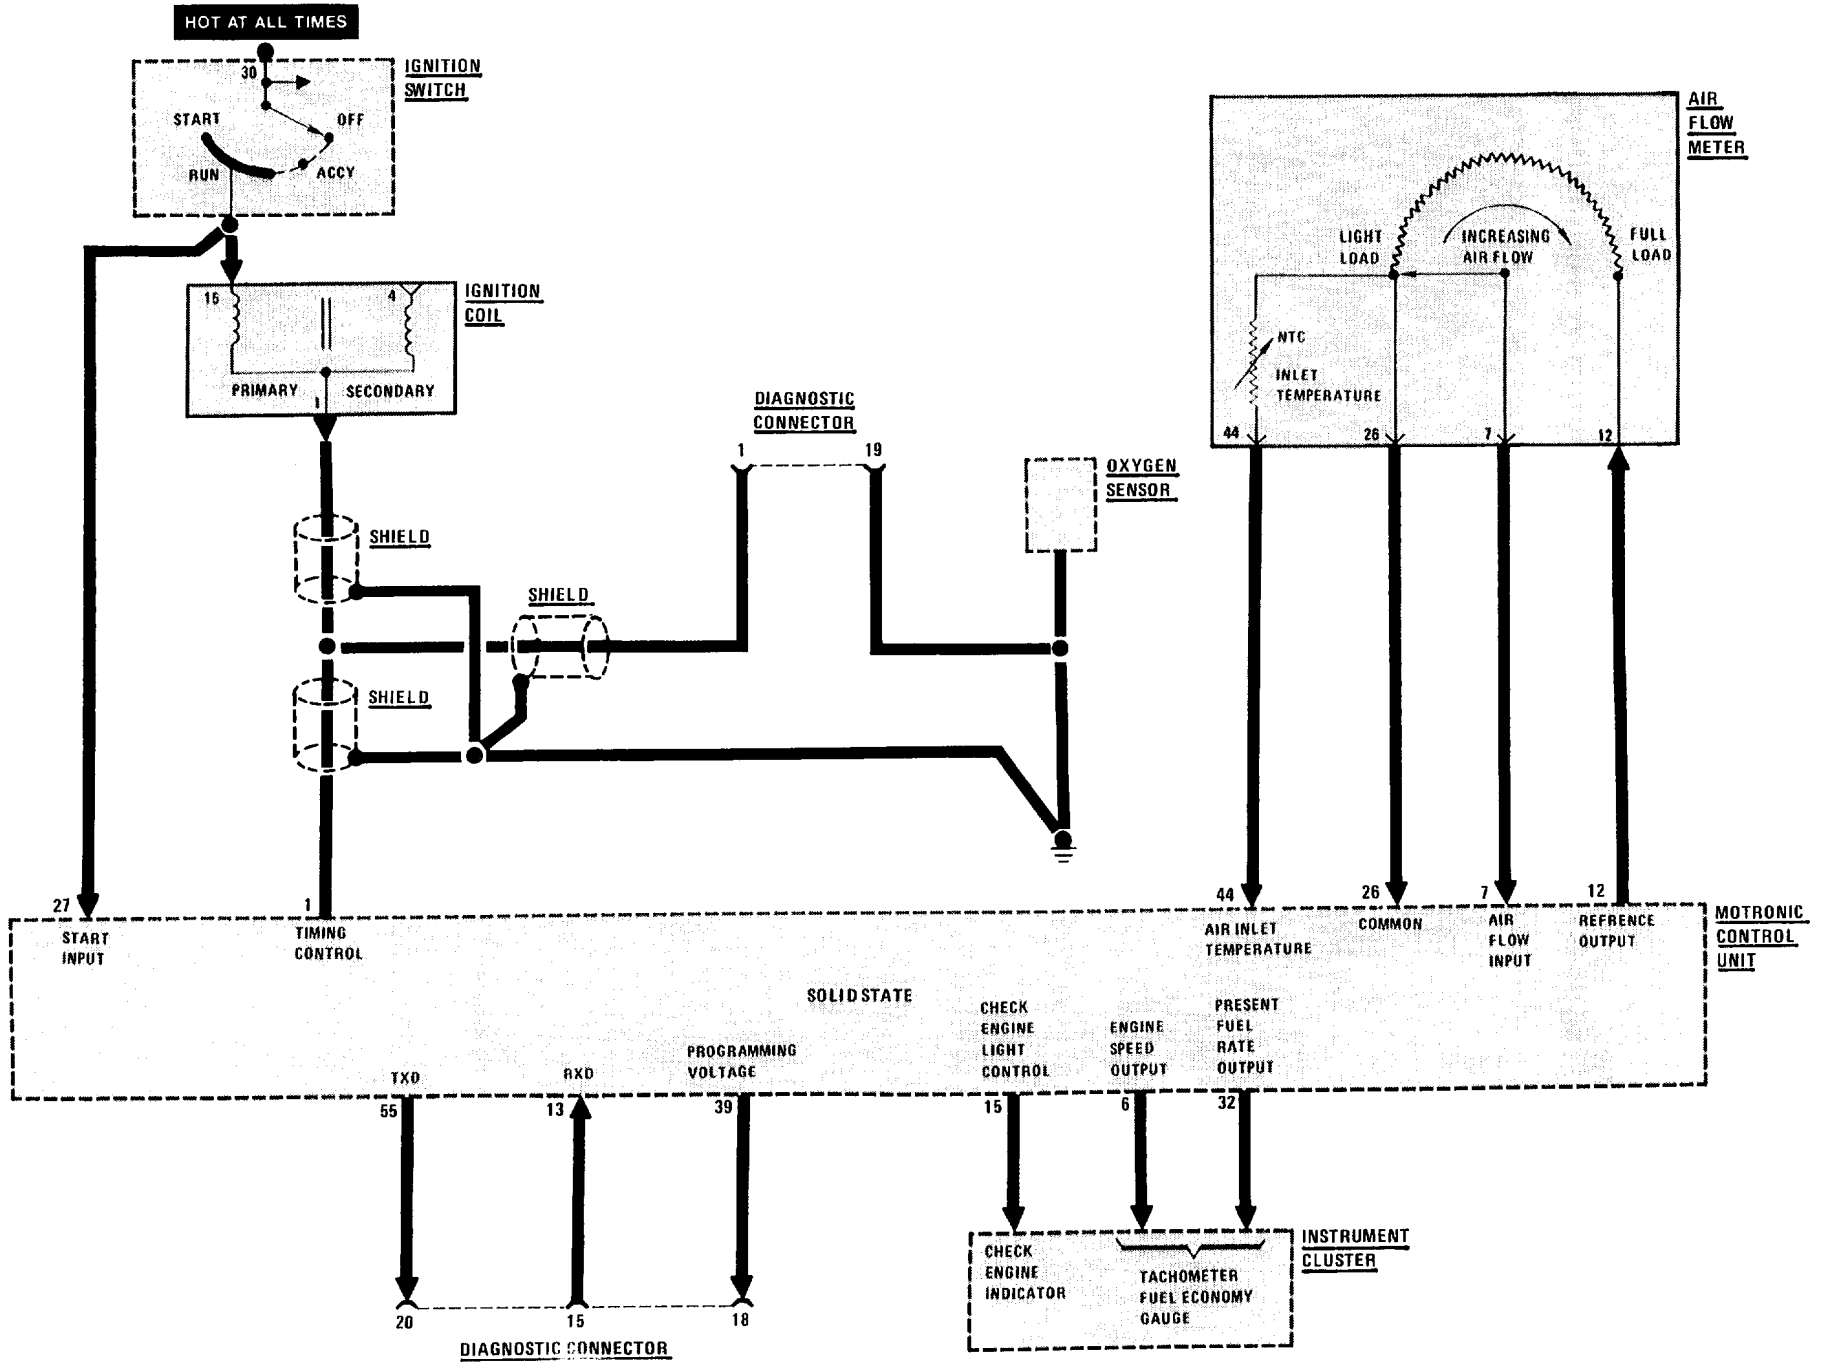 HOT AT ALL TIMES
30
IGNITION
SWITCH
START
OFF
RUN
ACCY
15
4
IGNITION
COIL
PRIMARY
SECONDARY
1
SHIELD
SHIELD
SHIELD
DIAGNOSTIC
CONNECTOR
1
19
OXYGEN
SENSOR
AIR
FLOW
METER
LIGHT
LOAD
INCREASING
AIR FLOW
FULL
LOAD
NTC
INLET
TEMPERATURE
44
26
7
12
27
1
44
26
7
12
START
INPUT
TIMING
CONTROL
AIR INLET
TEMPERATURE
COMMON
AIR
FLOW
INPUT
REFRENCE
OUTPUT
MOTRONIC
CONTROL
UNIT
SOLID STATE
TXD
RXD
PROGRAMMING
VOLTAGE
CHECK
ENGINE
LIGHT
CONTROL
ENGINE
SPEED
OUTPUT
PRESENT
FUEL
RATE
OUTPUT
55
13
39
15
6
32
20
15
18
DIAGNOSTIC CONNECTOR
CHECK
ENGINE
INDICATOR
TACHOMETER
FUEL ECONOMY
GAUGE
INSTRUMENT
CLUSTER